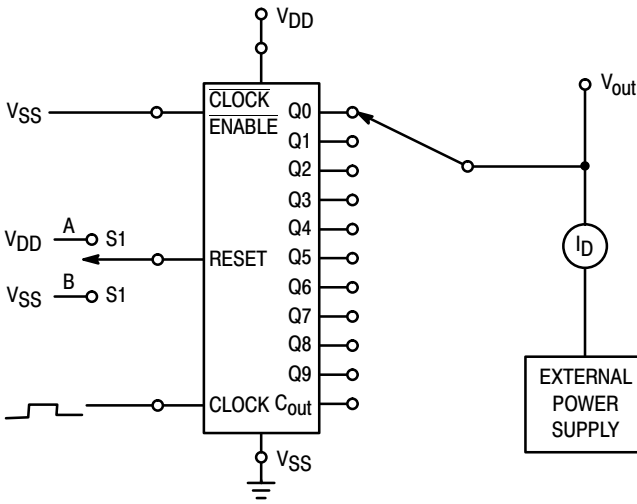 VDD
VSS
CLOCK
ENABLE
Q0
Q1
Q2
Q3
Q4
Q5
Q6
Q7
Q8
Q9
Cout
VDD
A
S1
RESET
VSS
B
S1
CLOCK
VSS
Vout
ID
EXTERNAL
POWER
SUPPLY